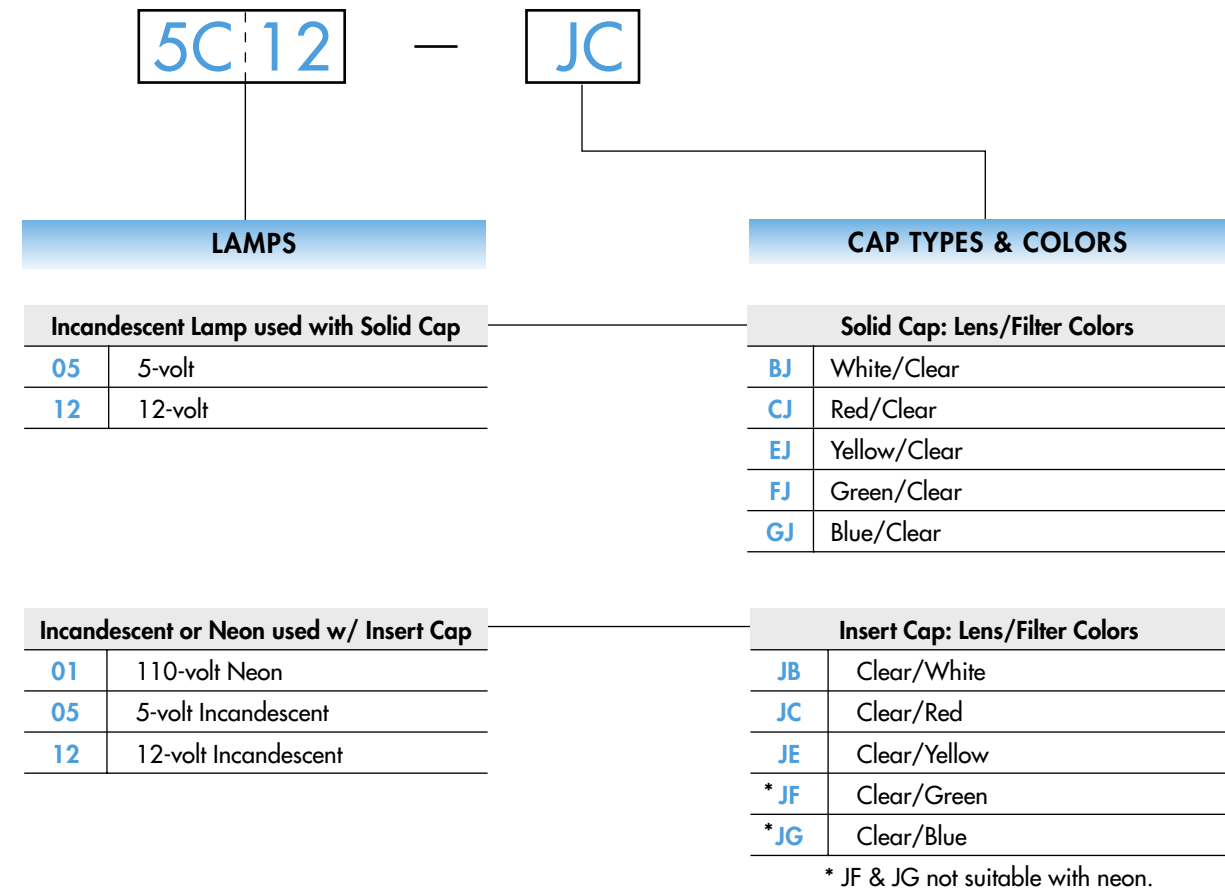 5C 12 — JC
LAMPS
CAP TYPES & COLORS
Incandescent Lamp used with Solid Cap
05 5-volt
12 12-volt
Solid Cap: Lens/Filter Colors
BJ White/Clear
CJ Red/Clear
EJ Yellow/Clear
FJ Green/Clear
GJ Blue/Clear
Incandescent or Neon used w/ Insert Cap
01 110-volt Neon
05 5-volt Incandescent
12 12-volt Incandescent
Insert Cap: Lens/Filter Colors
JB Clear/White
JC Clear/Red
JE Clear/Yellow
* JF Clear/Green
* JG Clear/Blue
* JF & JG not suitable with neon.